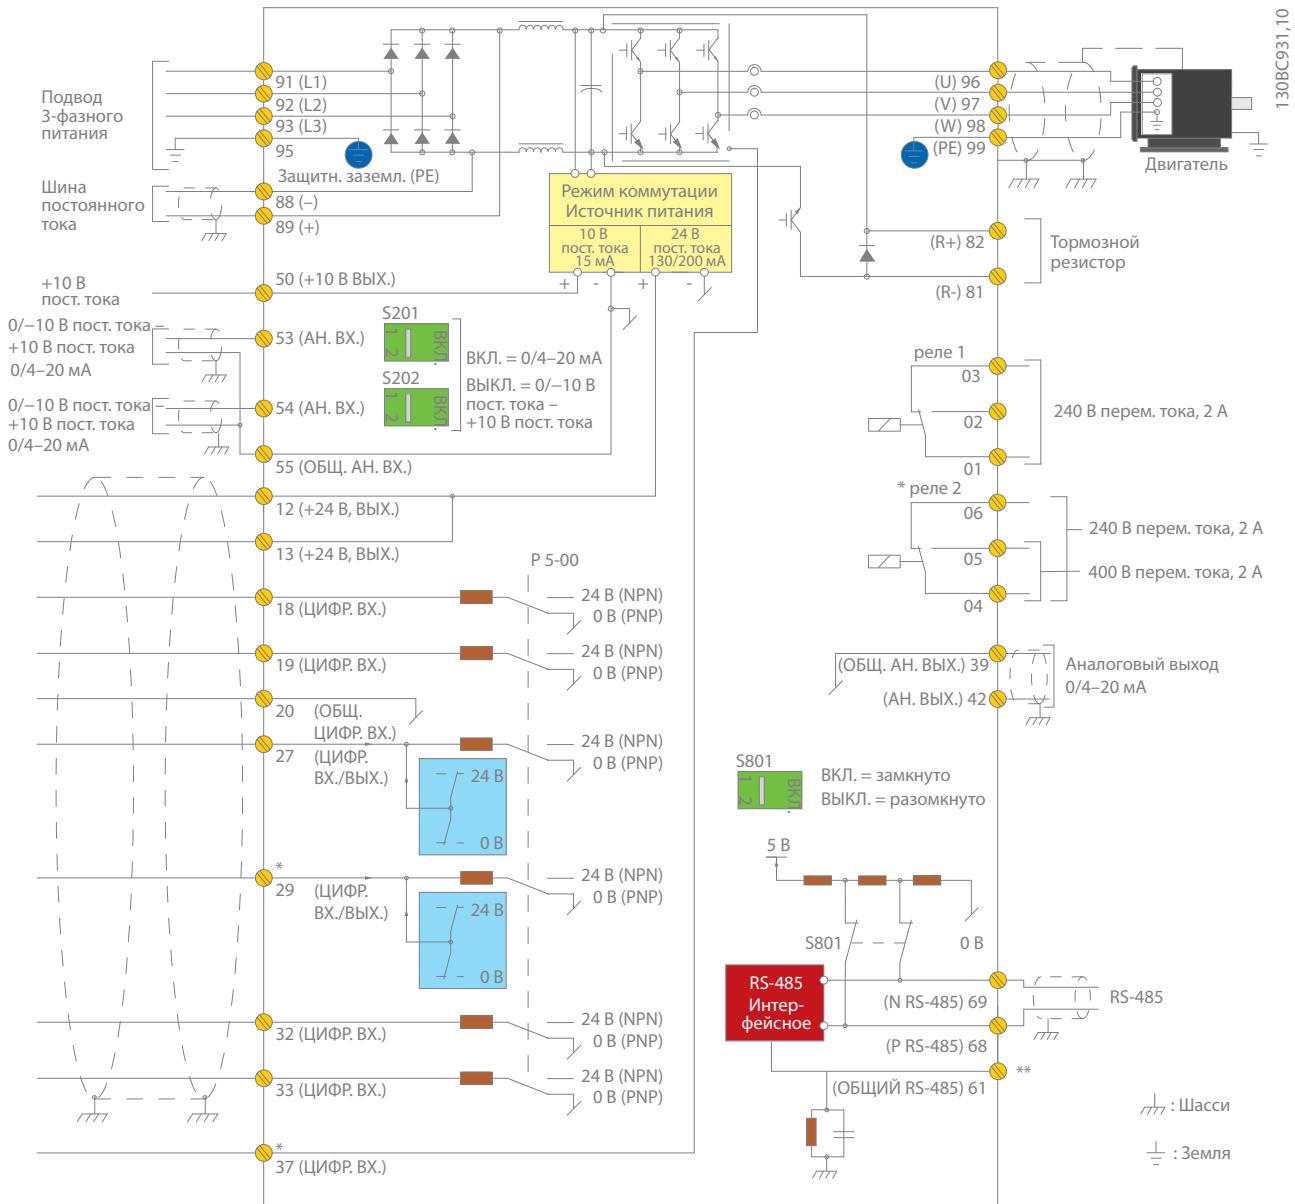 130BC931,10
Подвод
3-фазного
питания
91 (L1)
92 (L2)
93 (L3)
95
Защитн. заземл. (PE)
Шина
постоянного
тока
88 (–)
89 (+)
Режим коммутации
Источник питания
10 В
пост. тока
15 мА
24 В
пост. тока
130/200 мА
+
-
+
-
(U) 96
(V) 97
(W) 98
(PE) 99
Двигатель
(R+) 82
(R-) 81
Тормозной
резистор
+10 В
пост. тока
50 (+10 В ВЫХ.)
0/–10 В пост. тока –
+10 В пост. тока
0/4–20 мА
53 (АН. ВХ.)
S201
1
2
ВКЛ.
S202
1
2
ВКЛ.
ВКЛ. = 0/4–20 мА
ВЫКЛ. = 0/–10 В
пост. тока –
+10 В пост. тока
0/–10 В пост. тока –
+10 В пост. тока
0/4–20 мА
54 (АН. ВХ.)
55 (ОБЩ. АН. ВХ.)
реле 1
03
02
01
240 В перем. тока, 2 А
* реле 2
06
05
04
240 В перем. тока, 2 А
400 В перем. тока, 2 А
12 (+24 В, ВЫХ.)
13 (+24 В, ВЫХ.)
P 5-00
18 (ЦИФР. ВХ.)
24 В (NPN)
0 В (PNP)
19 (ЦИФР. ВХ.)
24 В (NPN)
0 В (PNP)
20
(ОБЩ.
ЦИФР. ВХ.)
27
(ЦИФР.
ВХ./ВЫХ.)
24 В (NPN)
0 В (PNP)
24 В
0 В
*
29
(ЦИФР.
ВХ./ВЫХ.)
24 В (NPN)
0 В (PNP)
24 В
0 В
32 (ЦИФР. ВХ.)
24 В (NPN)
0 В (PNP)
33 (ЦИФР. ВХ.)
24 В (NPN)
0 В (PNP)
*
37 (ЦИФР. ВХ.)
(ОБЩ. АН. ВЫХ.) 39
(АН. ВЫХ.) 42
Аналоговый выход
0/4–20 мА
S801
1
2
ВКЛ.
ВКЛ. = замкнуто
ВЫКЛ. = разомкнуто
5 В
S801
0 В
RS-485
Интер-
фейсное
(N RS-485) 69
(P RS-485) 68
RS-485
(ОБЩИЙ RS-485) 61
**
: Шасси
: Земля